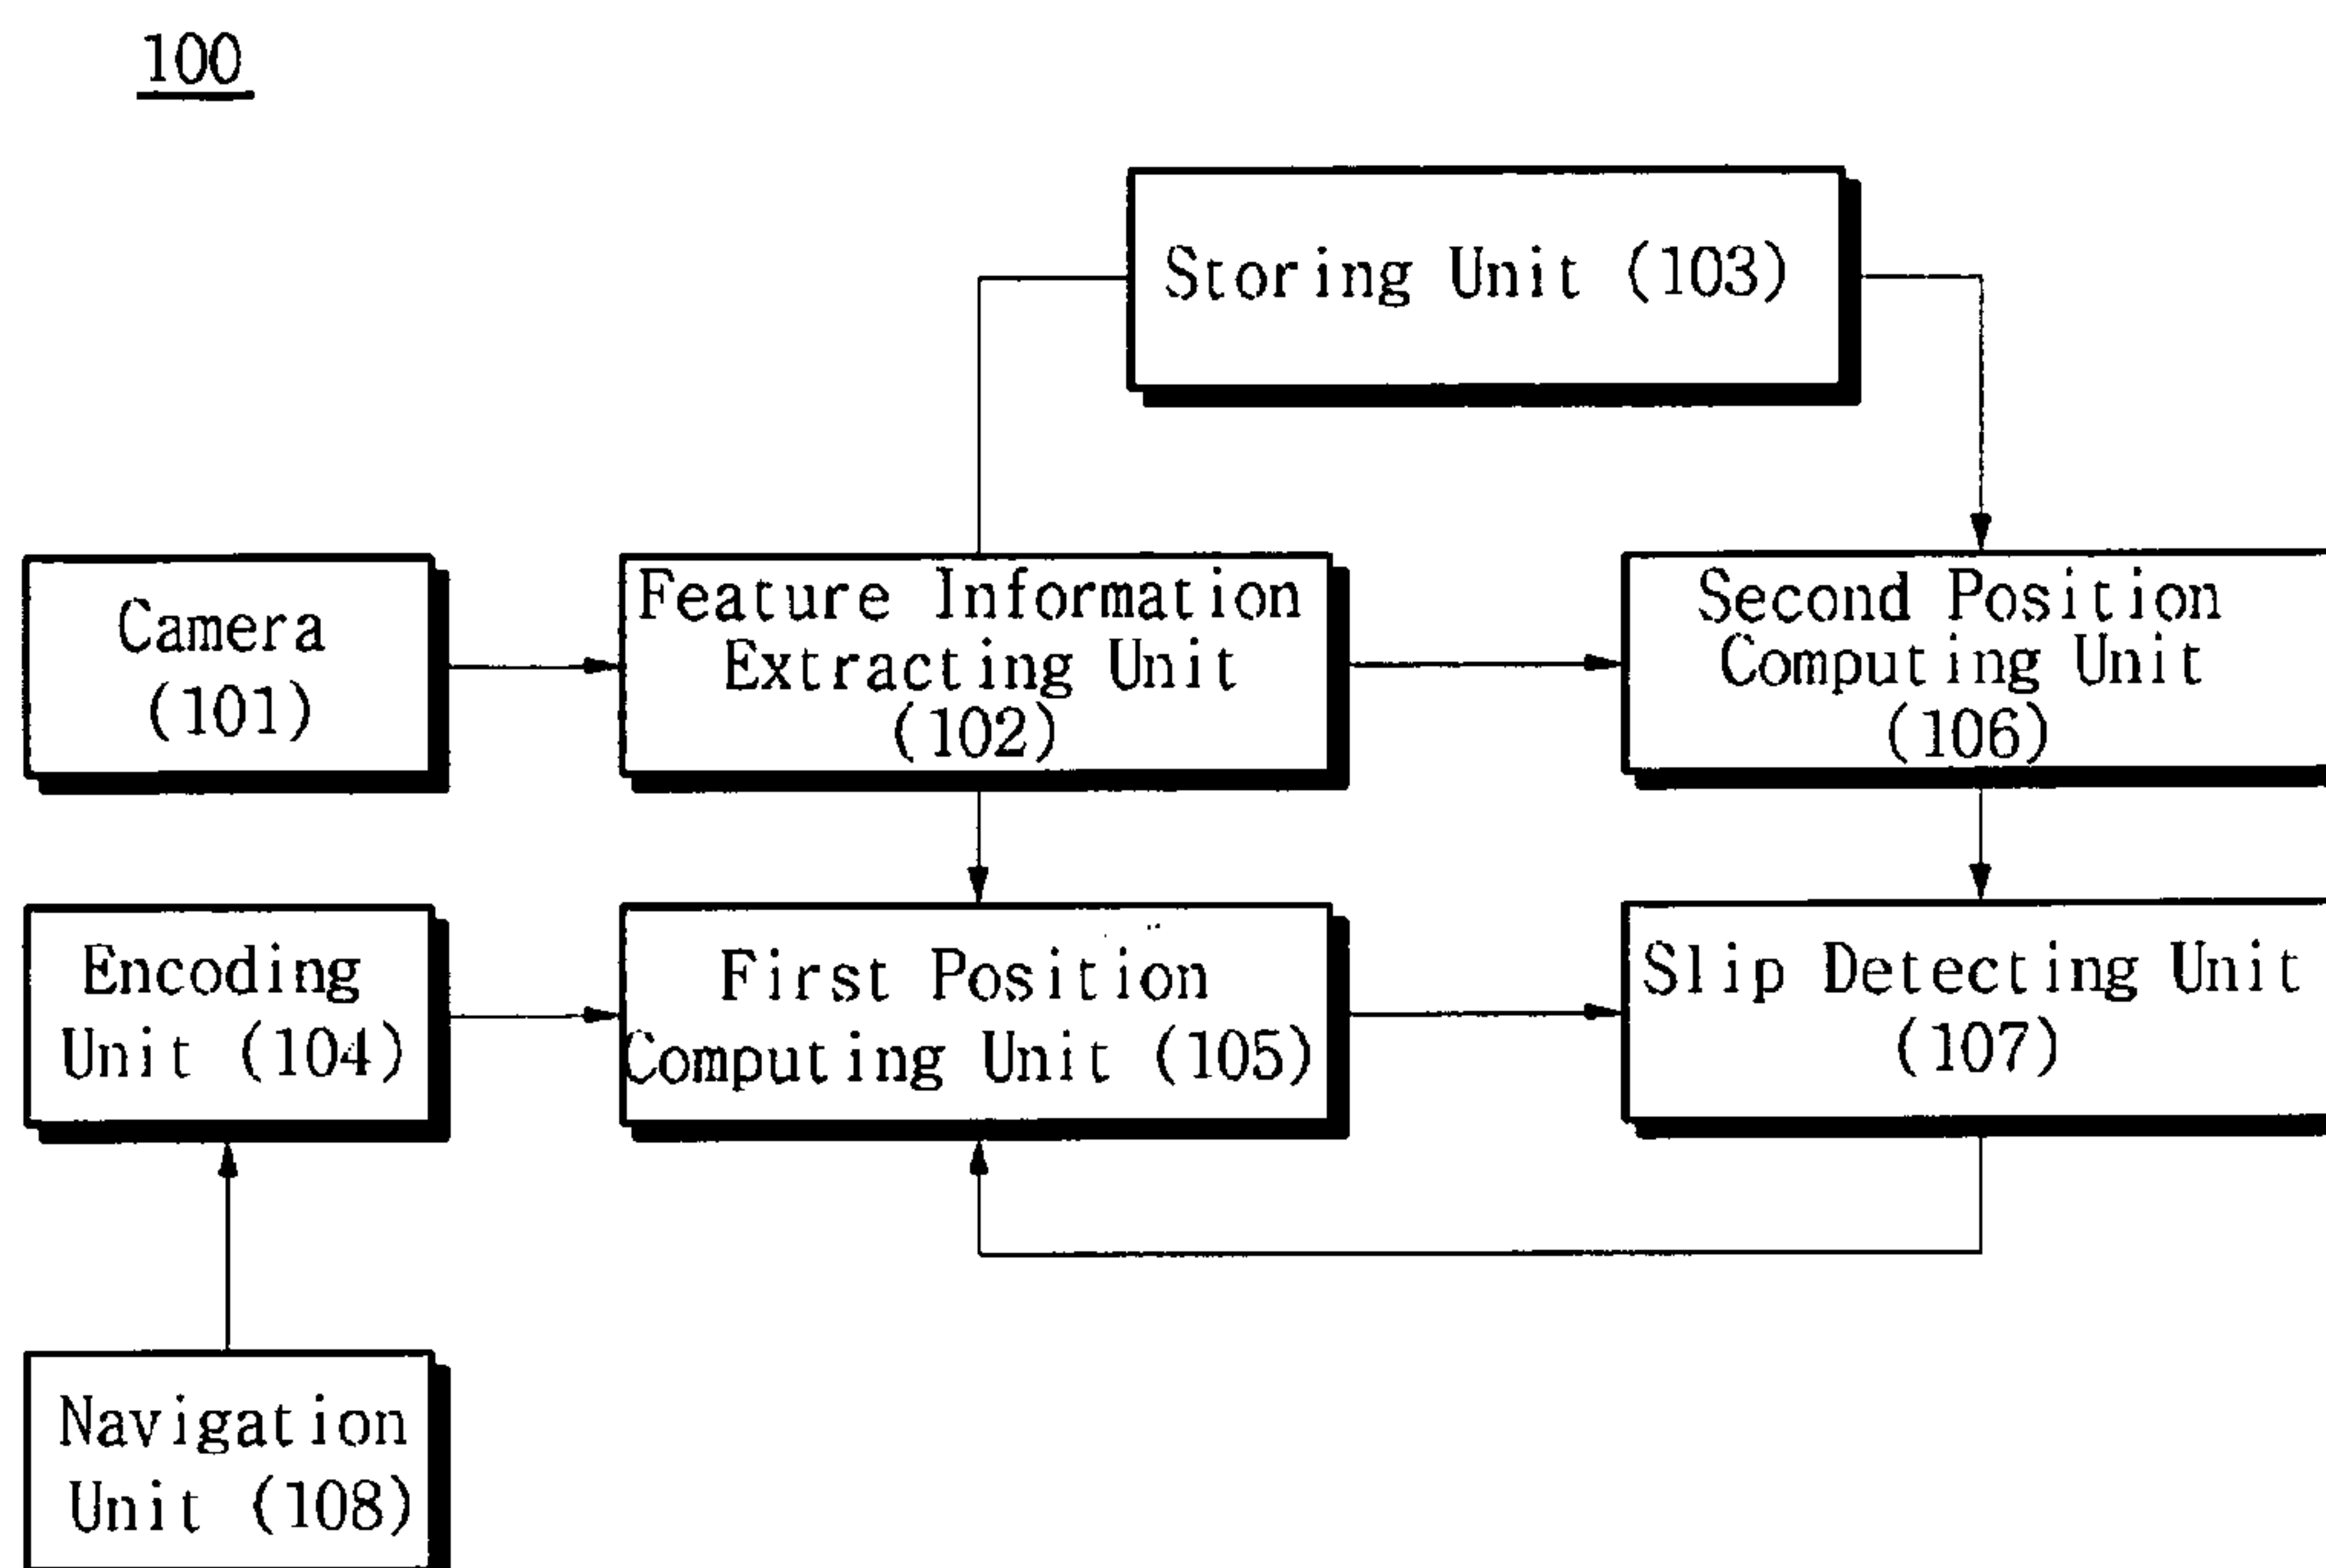 100
Storing Unit (103)
Camera
(101)
Feature Information
Extracting Unit
(102)
Second Position
Computing Unit
(106)
Encoding
Unit (104)
First Position
Computing Unit (105)
Slip Detecting Unit
(107)
Navigation
Unit (108)